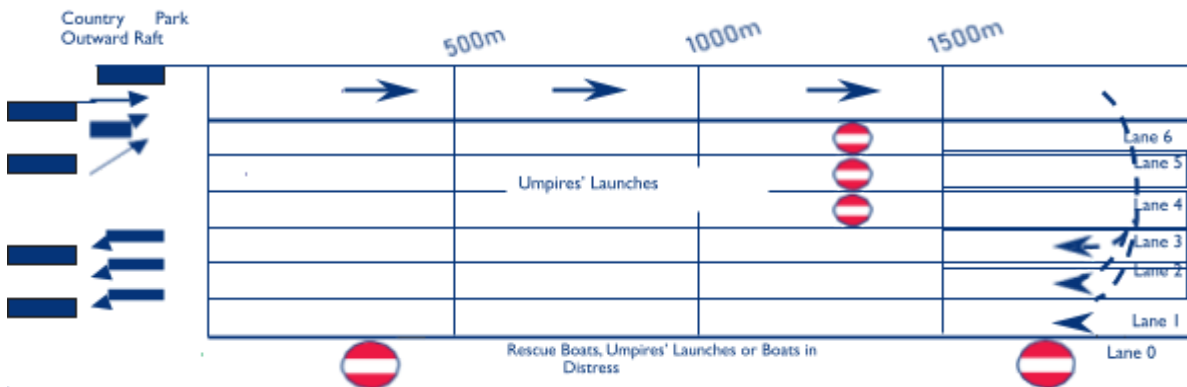 Country Park
Outward Raft
500m
1000m
1500m
Lane 6
Lane 5
Umpires' Launches
Lane 4
Lane 3
Lane 2
Lane 1
Rescue Boats, Umpires' Launches or Boats in
Distress
Lane 0